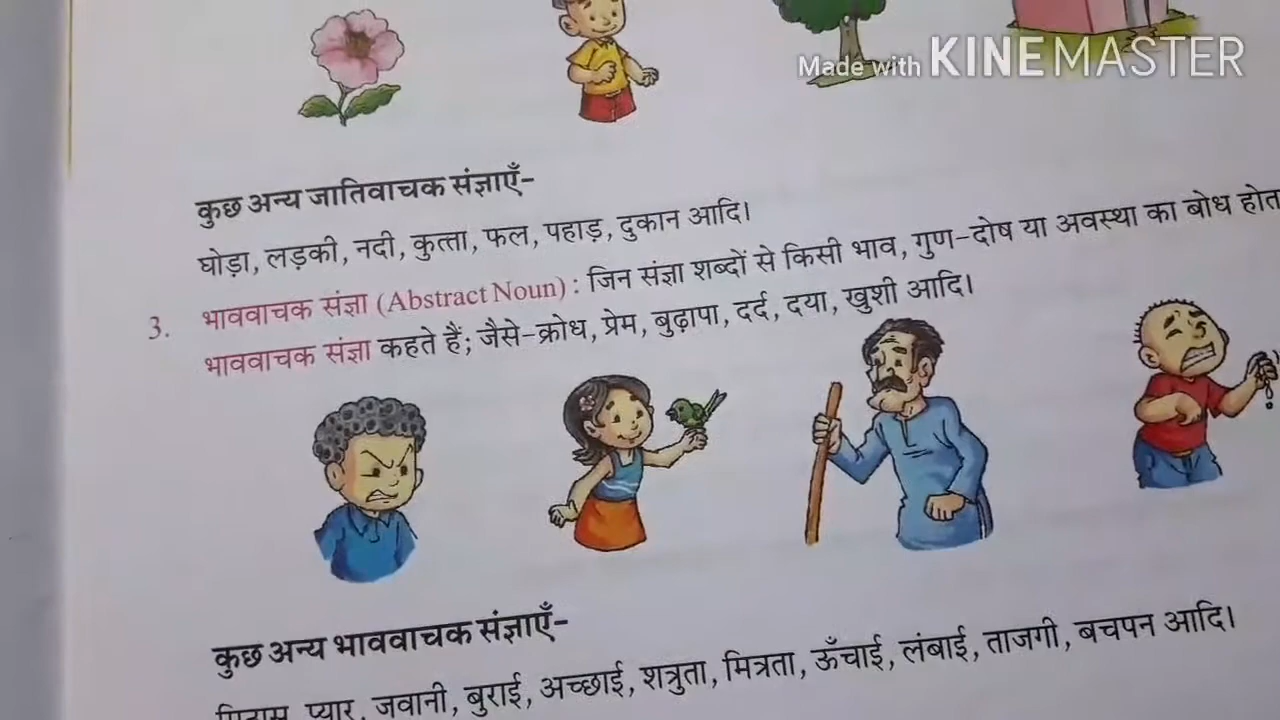 Made with KINEMASTER
कुछ अन्य जातिवाचक संज्ञाएँ-
घोड़ा, लड़की, नदी, कुत्ता, फल, पहाड़, दुकान आदि।
3. भाववाचक संज्ञा (Abstract Noun) : जिन संज्ञा शब्दों से किसी भाव, गुण-दोष या अवस्था का बोध होत
भाववाचक संज्ञा कहते हैं; जैसे-क्रोध, प्रेम, बुढ़ापा, दर्द, दया, खुशी आदि।
कुछ अन्य भाववाचक संज्ञाएँ-
प्यार, जवानी, बुराई, अच्छाई, शत्रुता, मित्रता, ऊँचाई, लंबाई, ताजगी, बचपन आदि।